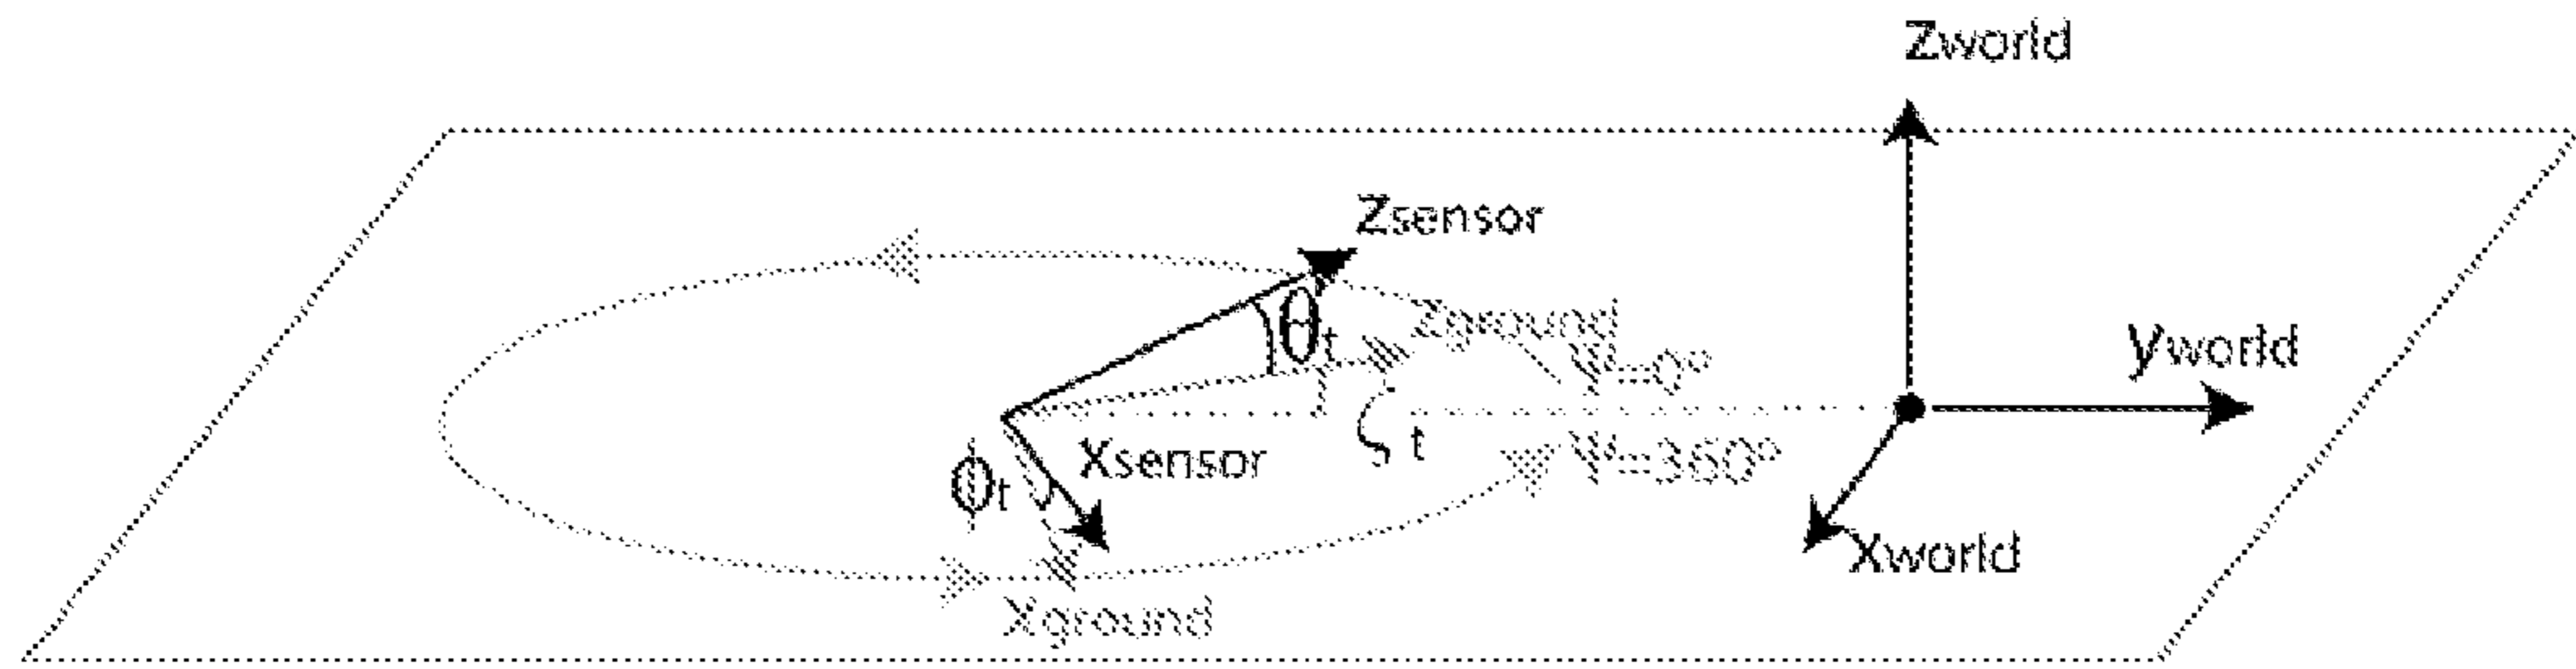 Zworld
Zsensor
θt
Zground
Ψ=0°
yworld
ζt
Xsensor
Ψ=360°
ϕt
Xworld
Xground